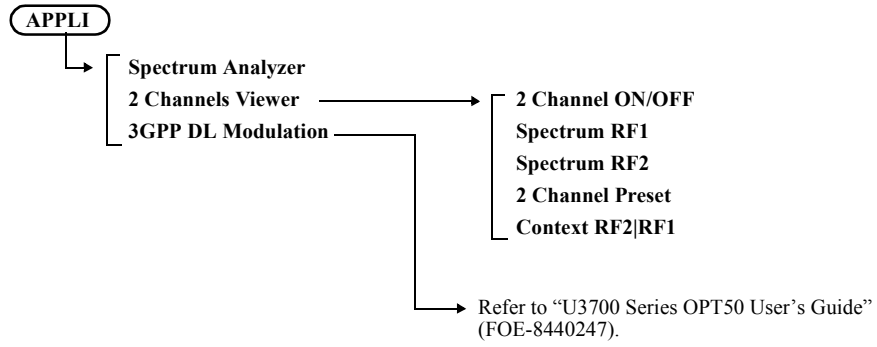 APPLI
Spectrum Analyzer
2 Channels Viewer
3GPP DL Modulation
2 Channel ON/OFF
Spectrum RF1
Spectrum RF2
2 Channel Preset
Context RF2|RF1
Refer to “U3700 Series OPT50 User’s Guide”
(FOE-8440247).